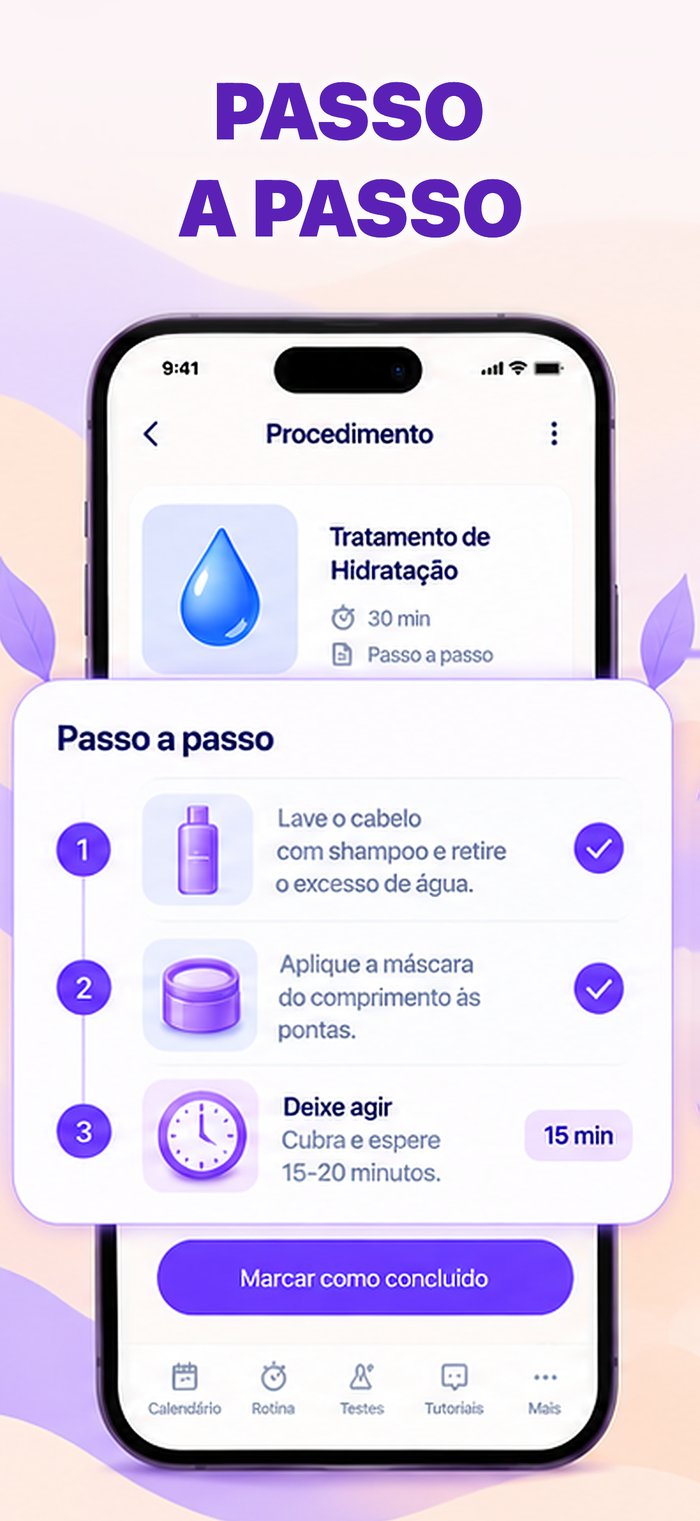 PASSO
A PASSO
9:41
Procedimento
Tratamento de
Hidratação
30 min
Passo a passo
Passo a passo
1
Lave o cabelo
com shampoo e retire
o excesso de água.
2
Aplique a máscara
do comprimento às
pontas.
3
Deixe agir
Cubra e espere
15-20 minutos.
15 min
Marcar como concluido
Calendário
Rotina
Testes
Tutoriais
Mais